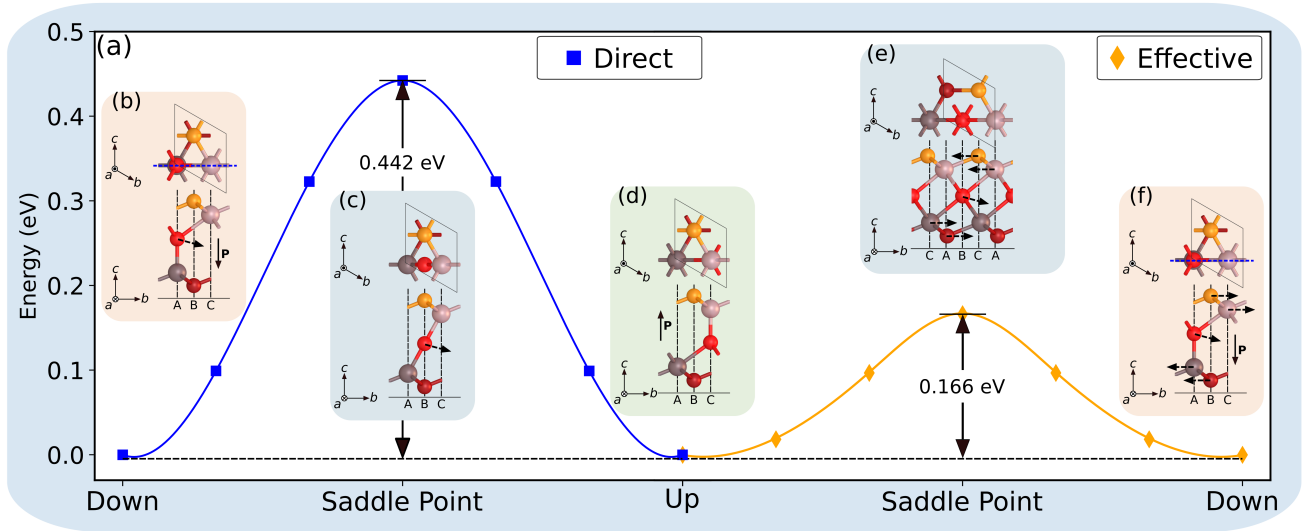 0.5
(a)
Direct
(e)
Effective
c
a
b
0.4
(b)
c
a
b
0.442 eV
0.3
Energy (eV)
(c)
(d)
(f)
c
a
b
c
a
b
c
a
b
P
c
a
b
A B C
c
a
b
C A B C A
0.2
c
a
b
A B C
P
c
a
b
A B C
P
c
a
b
A B C
0.1
0.166 eV
0.0
Down
Saddle Point
Up
Saddle Point
Down